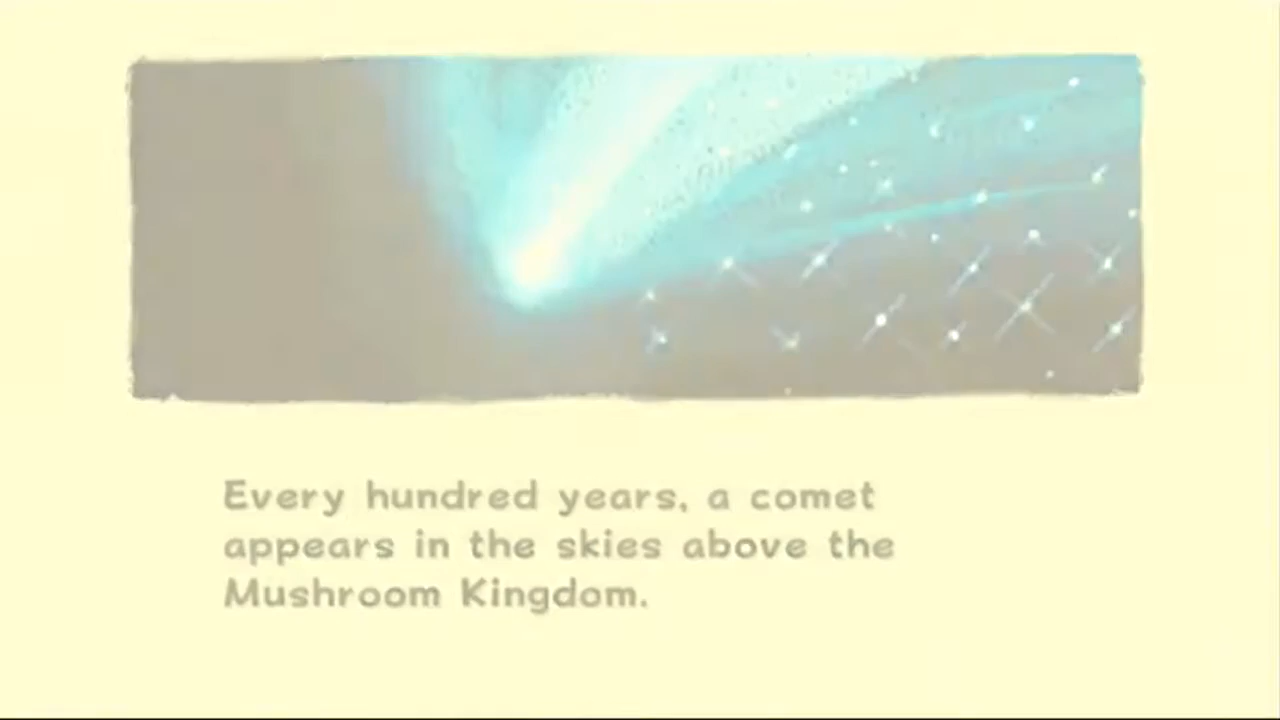 Every hundred years, a comet
appears in the skies above the
Mushroom Kingdom.